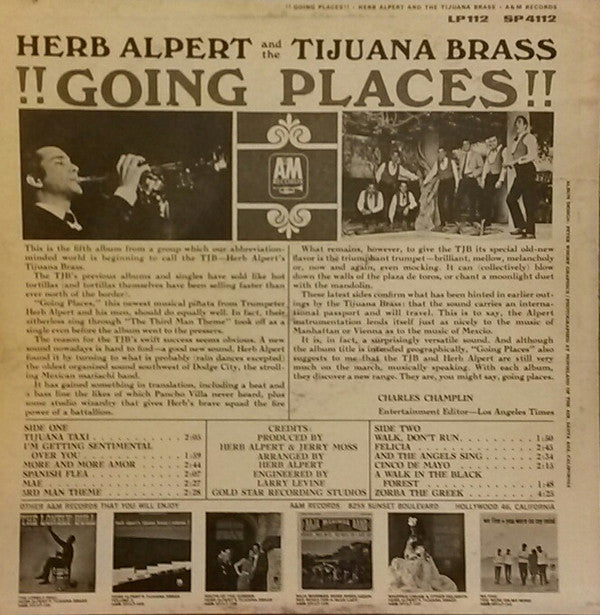 !! GOING PLACES!! • HERB ALPERT AND THE TIJUANA BRASS • A&M RECORDS
LP 112 SP 4112
HERB ALPERT and the TIJUANA BRASS
!! GOING PLACES!!
A&M
RECORDS
This is the fifth album from a group which our abbreviation-
minded world is beginning to call the TJB—Herb Alpert's
Tijuana Brass.
The TJB's previous albums and singles have sold like hot
tortillas (and tortillas themselves have been selling faster than
ever north of the border).
"Going Places," this newest musical piñata from Trumpeter
Herb Alpert and his men, should do equally well. In fact, their
zitherless sing through "The Third Man Theme" took off as a
single even before the album went to the pressers.
The reason for the TJB's swift success seems obvious. A new
sound nowadays is hard to find—a good new sound. Herb Alpert
found it by turning to what is probably (rain dances excepted)
the oldest organized sound southwest of Dodge City, the stroll-
ing Mexican mariachi band.
It has gained something in translation, including a beat and
a bass line the likes of which Pancho Villa never heard, plus
some studio wizardry that gives Herb's brave squad the fire
power of a battallion.
What remains, however, to give the TJB its special old-new
flavor is the triumphant trumpet—brilliant, mellow, melancholy
or, now and again, even mocking. It can (collectively) blow
down the walls of the plaza de toros, or chant a moonlight duet
with the mandolin.
These latest sides confirm what has been hinted in earlier out-
ings by the Tijuana Brass: that the sound carries an interna-
sional passport and will travel. This is to say, the Alpert
instrumentation lends itself just as nicely to the music of
Manhattan or Vienna as to the music of Mexcio.
It is, in fact, a surprisingly versatile sound. And although
the album title is intended geographically, "Going Places" also
suggests to me that the TJB and Herb Alpert are still very
much on the march, musically speaking. With each album,
they discover a new range. They are, you might say, going places.
CHARLES CHAMPLIN
Entertainment Editor—Los Angeles Times
SIDE ONE
TIJUANA TAXI . . . . . . . . . . . 2:05
I'M GETTING SENTIMENTAL
OVER YOU . . . . . . . . . . . 1:59
MORE AND MORE AMOR . . . . . . 2:44
SPANISH FLEA . . . . . . . . . . . 2:07
MAE . . . . . . . . . . . 2:27
3RD MAN THEME . . . . . . . . . . . 2:28
CREDITS:
PRODUCED BY
HERB ALPERT & JERRY MOSS
ARRANGED BY
HERB ALPERT
ENGINEERED BY
LARRY LEVINE
GOLD STAR RECORDING STUDIOS
SIDE TWO
WALK, DON'T RUN . . . . . . . . . . . 1:50
FELICIA . . . . . . . . . . . 2:45
AND THE ANGELS SING . . . . . . 2:34
CINCO DE MAYO . . . . . . . . . . . 2:15
A WALK IN THE BLACK
FOREST . . . . . . . . . . . 1:48
ZORBA THE GREEK . . . . . . . . . . . 4:25
OTHER A&M RECORDS THAT YOU WILL ENJOY
A&M RECORDS 8255 SUNSET BOULEVARD HOLLYWOOD 46, CALIFORNIA
THE LONELY BULL